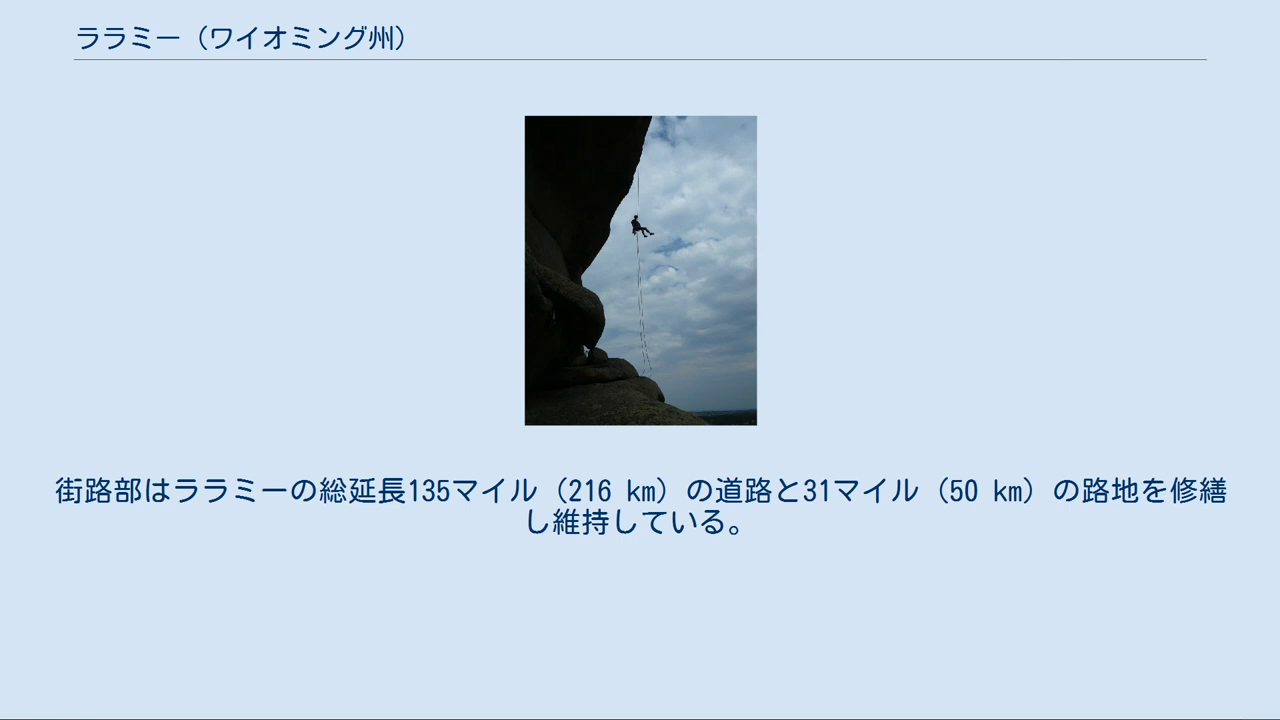 ララミー（ワイオミング州）
街路部はララミーの総延長135マイル（216 km）の道路と31マイル（50 km）の路地を修繕
し維持している。